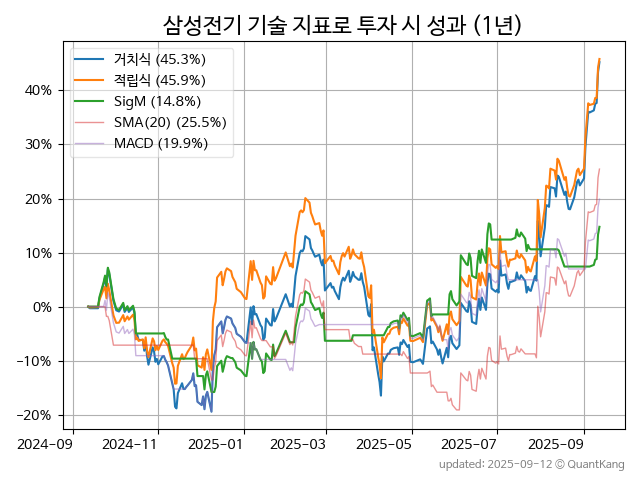 삼성전기 기술 지표로 투자 시 성과 (1년)
거치식 (45.3%)
적립식 (45.9%)
SigM (14.8%)
SMA(20) (25.5%)
MACD (19.9%)
40%
30%
20%
10%
0%
−10%
−20%
2024-09 2024-11 2025-01 2025-03 2025-05 2025-07 2025-09
updated: 2025-09-12 ⓒ QuantKang